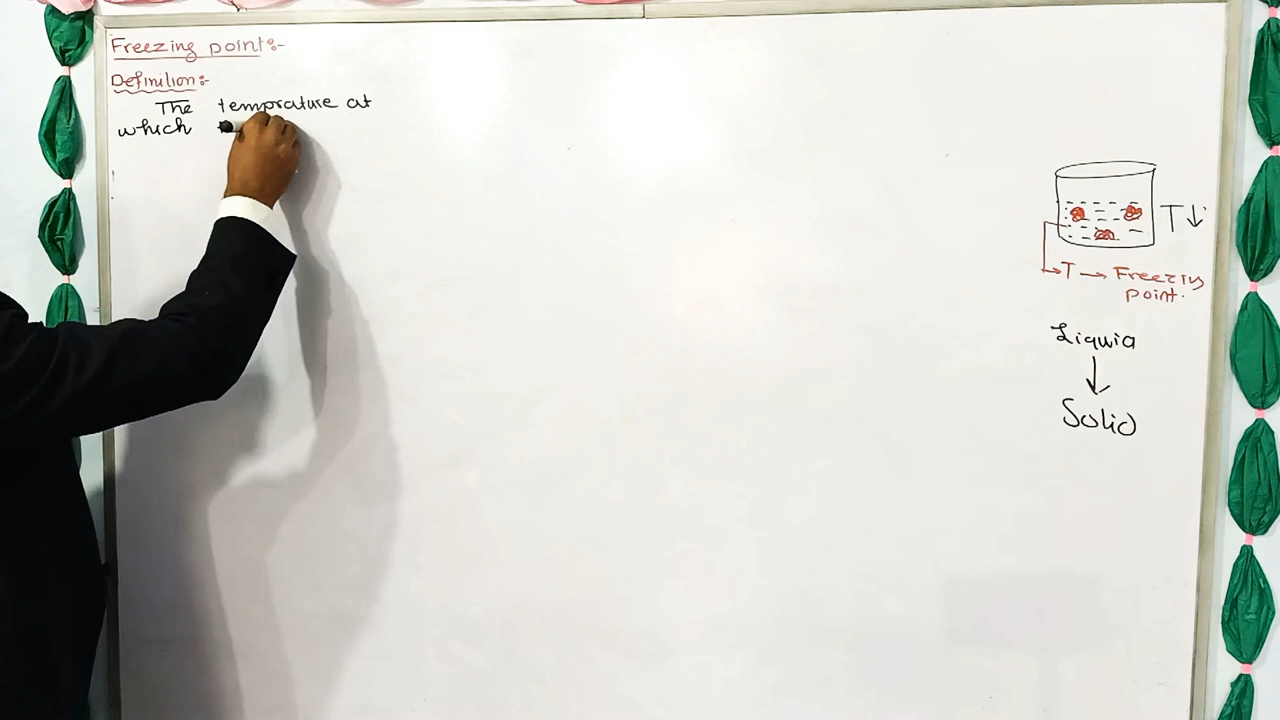 Freezing point:-
Definition:-
The temprature at
which
T↓
T → Freezing
point.
Liquid
↓
Solid